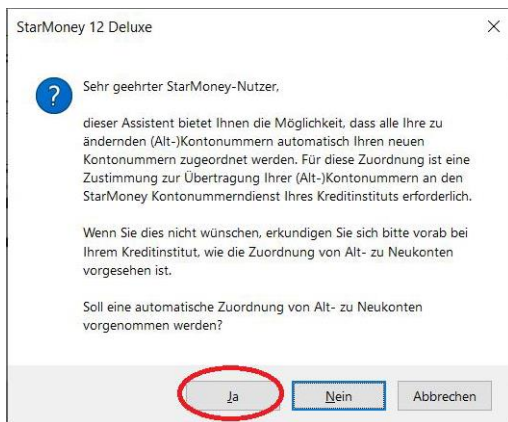 StarMoney 12 Deluxe
Sehr geehrter StarMoney-Nutzer,
dieser Assistent bietet Ihnen die Möglichkeit, dass alle Ihre zu
ändernden (Alt-)Kontonummern automatisch Ihren neuen
Kontonummern zugeordnet werden. Für diese Zuordnung ist eine
Zustimmung zur Übertragung Ihrer (Alt-)Kontonummern an den
StarMoney Kontonummerndienst Ihres Kreditinstituts erforderlich.
Wenn Sie dies nicht wünschen, erkundigen Sie sich bitte vorab bei
Ihrem Kreditinstitut, wie die Zuordnung von Alt- zu Neukonten
vorgesehen ist.
Soll eine automatische Zuordnung von Alt- zu Neukonten
vorgenommen werden?
Ja Nein Abbrechen